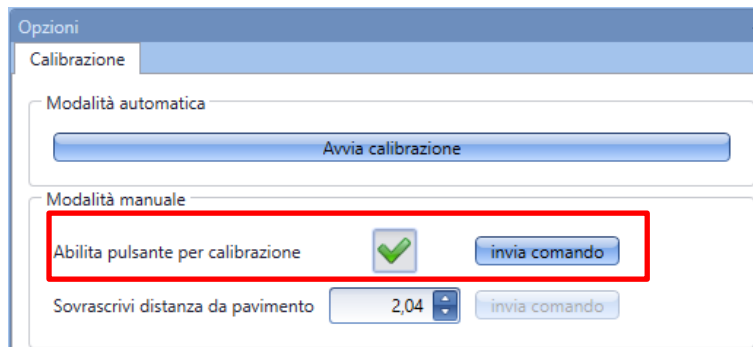 Opzioni
Calibrazione
Modalità automatica
Avvia calibrazione
Modalità manuale
Abilita pulsante per calibrazione invia comando
Sovrascrivi distanza da pavimento 2,04 invia comando